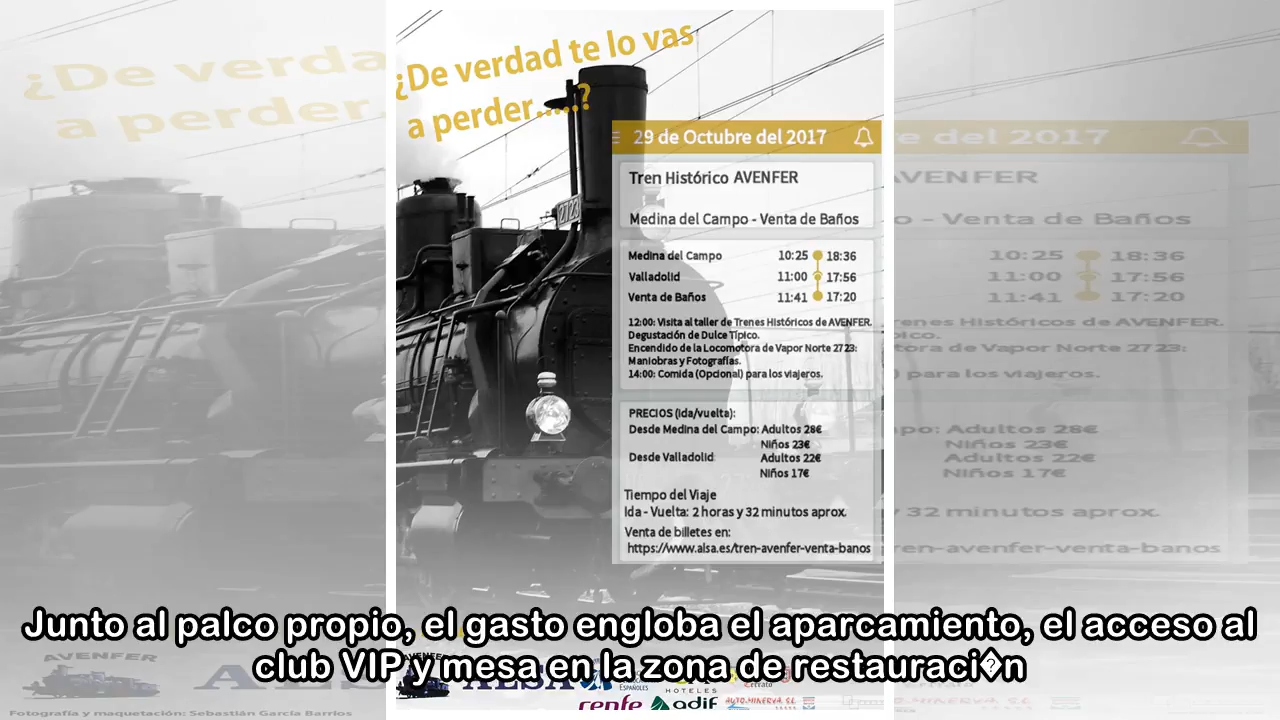 ¿De verdad te lo vas
a perder.....?
29 de Octubre del 2017
Tren Histórico AVENFER
Medina del Campo - Venta de Baños
Medina del Campo 10:25 18:36
Valladolid 11:00 17:56
Venta de Baños 11:41 17:20
12:00: Visita al taller de Trenes Históricos de AVENFER.
Degustación de Dulce Típico.
Encendido de la Locomotora de Vapor Norte 2723:
Maniobras y Fotografías.
14:00: Comida (Opcional) para los viajeros.
PRECIOS (ida/vuelta):
Desde Medina del Campo: Adultos 28€
Niños 23€
Desde Valladolid Adultos 22€
Niños 17€
Tiempo del Viaje
Ida - Vuelta: 2 horas y 32 minutos aprox.
Venta de billetes en:
https://www.alsa.es/tren-avenfer-venta-banos
2723
Junto al palco propio, el gasto engloba el aparcamiento, el acceso al
club VIP y mesa en la zona de restauraci�n
AVENFER
ALSA
ESPAÑOLES
HOTELES
Cerrato
renfe adif AUTO-MINERVA, S.L.
Fotografía y maquetación: Sebastián García Barrios